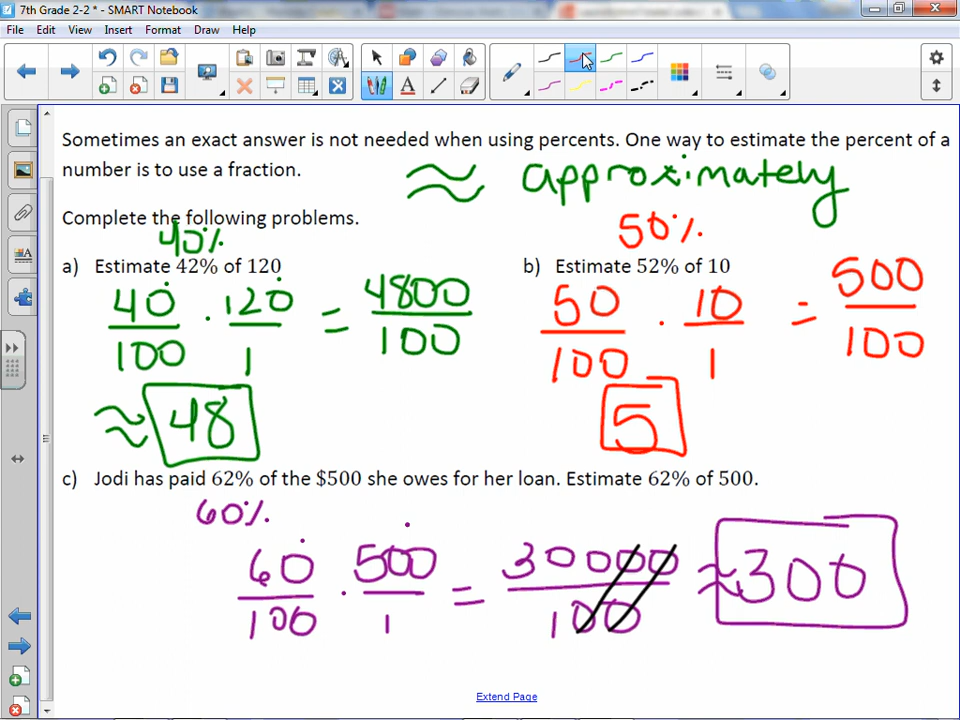 7th Grade 2-2 * - SMART Notebook
File Edit View Insert Format Draw Help
Sometimes an exact answer is not needed when using percents. One way to estimate the percent of a
number is to use a fraction.
≈ approximately
Complete the following problems.
40%
a) Estimate 42% of 120
40/100 · 120/1 = 4800/100
≈ 48
50%
b) Estimate 52% of 10
50/100 · 10/1 = 500/100
5
c) Jodi has paid 62% of the $500 she owes for her loan. Estimate 62% of 500.
60%
60/100 · 500/1 = 30000/100 ≈ 300
Extend Page